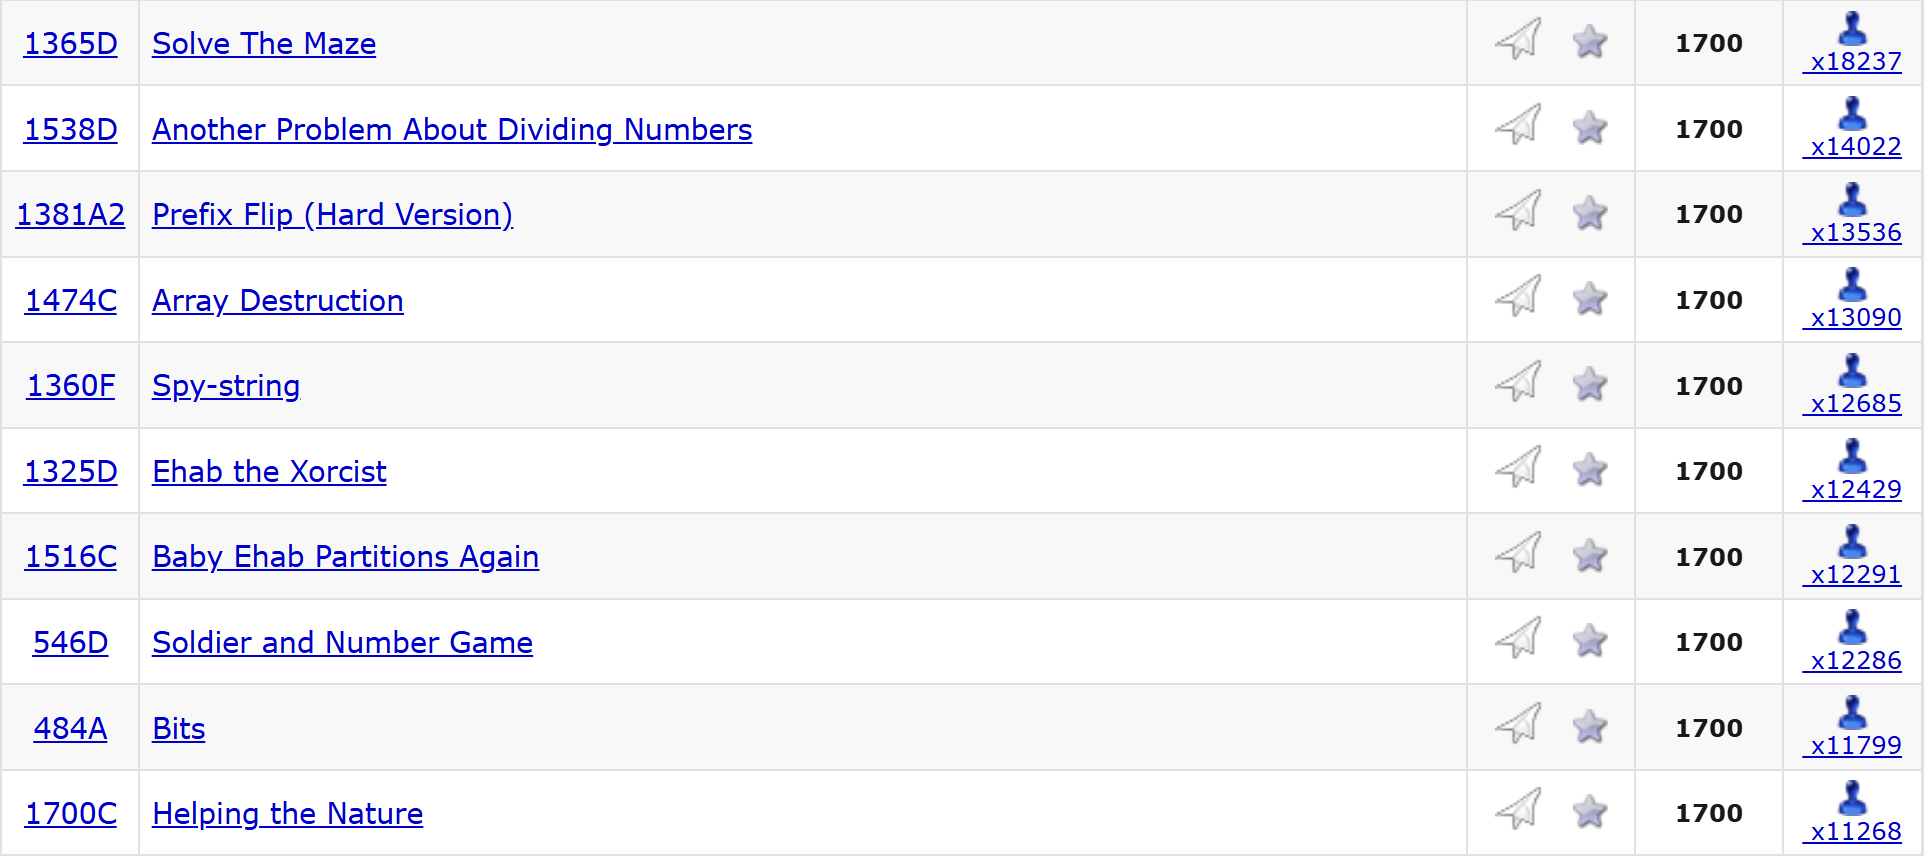 1365D Solve The Maze 1700 x18237
1538D Another Problem About Dividing Numbers 1700 x14022
1381A2 Prefix Flip (Hard Version) 1700 x13536
1474C Array Destruction 1700 x13090
1360F Spy-string 1700 x12685
1325D Ehab the Xorcist 1700 x12429
1516C Baby Ehab Partitions Again 1700 x12291
546D Soldier and Number Game 1700 x12286
484A Bits 1700 x11799
1700C Helping the Nature 1700 x11268